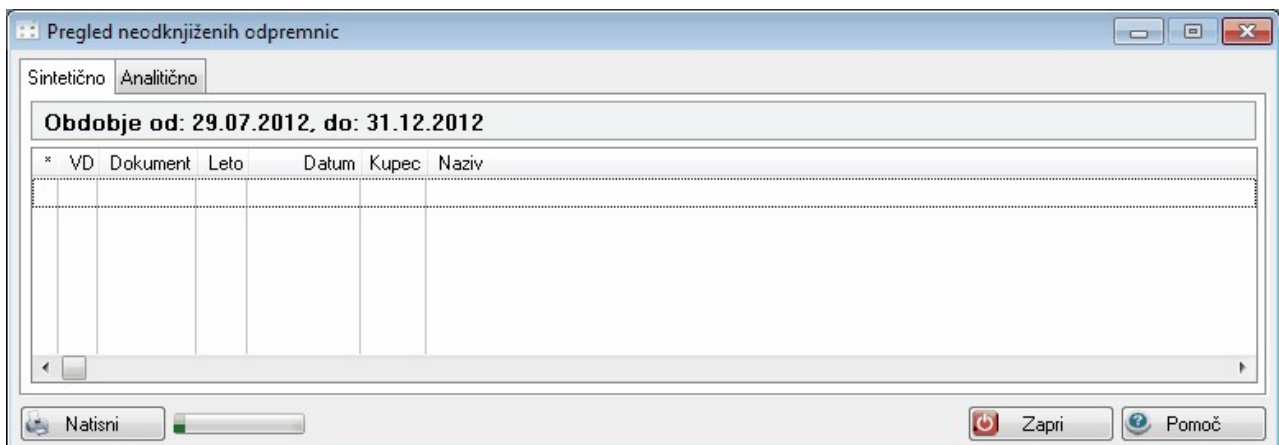 Pregled neodknjiženih odpremnic
Sintetično Analitično
Obdobje od: 29.07.2012, do: 31.12.2012
* VD Dokument Leto Datum Kupec Naziv
Natisni Zapri Pomoč